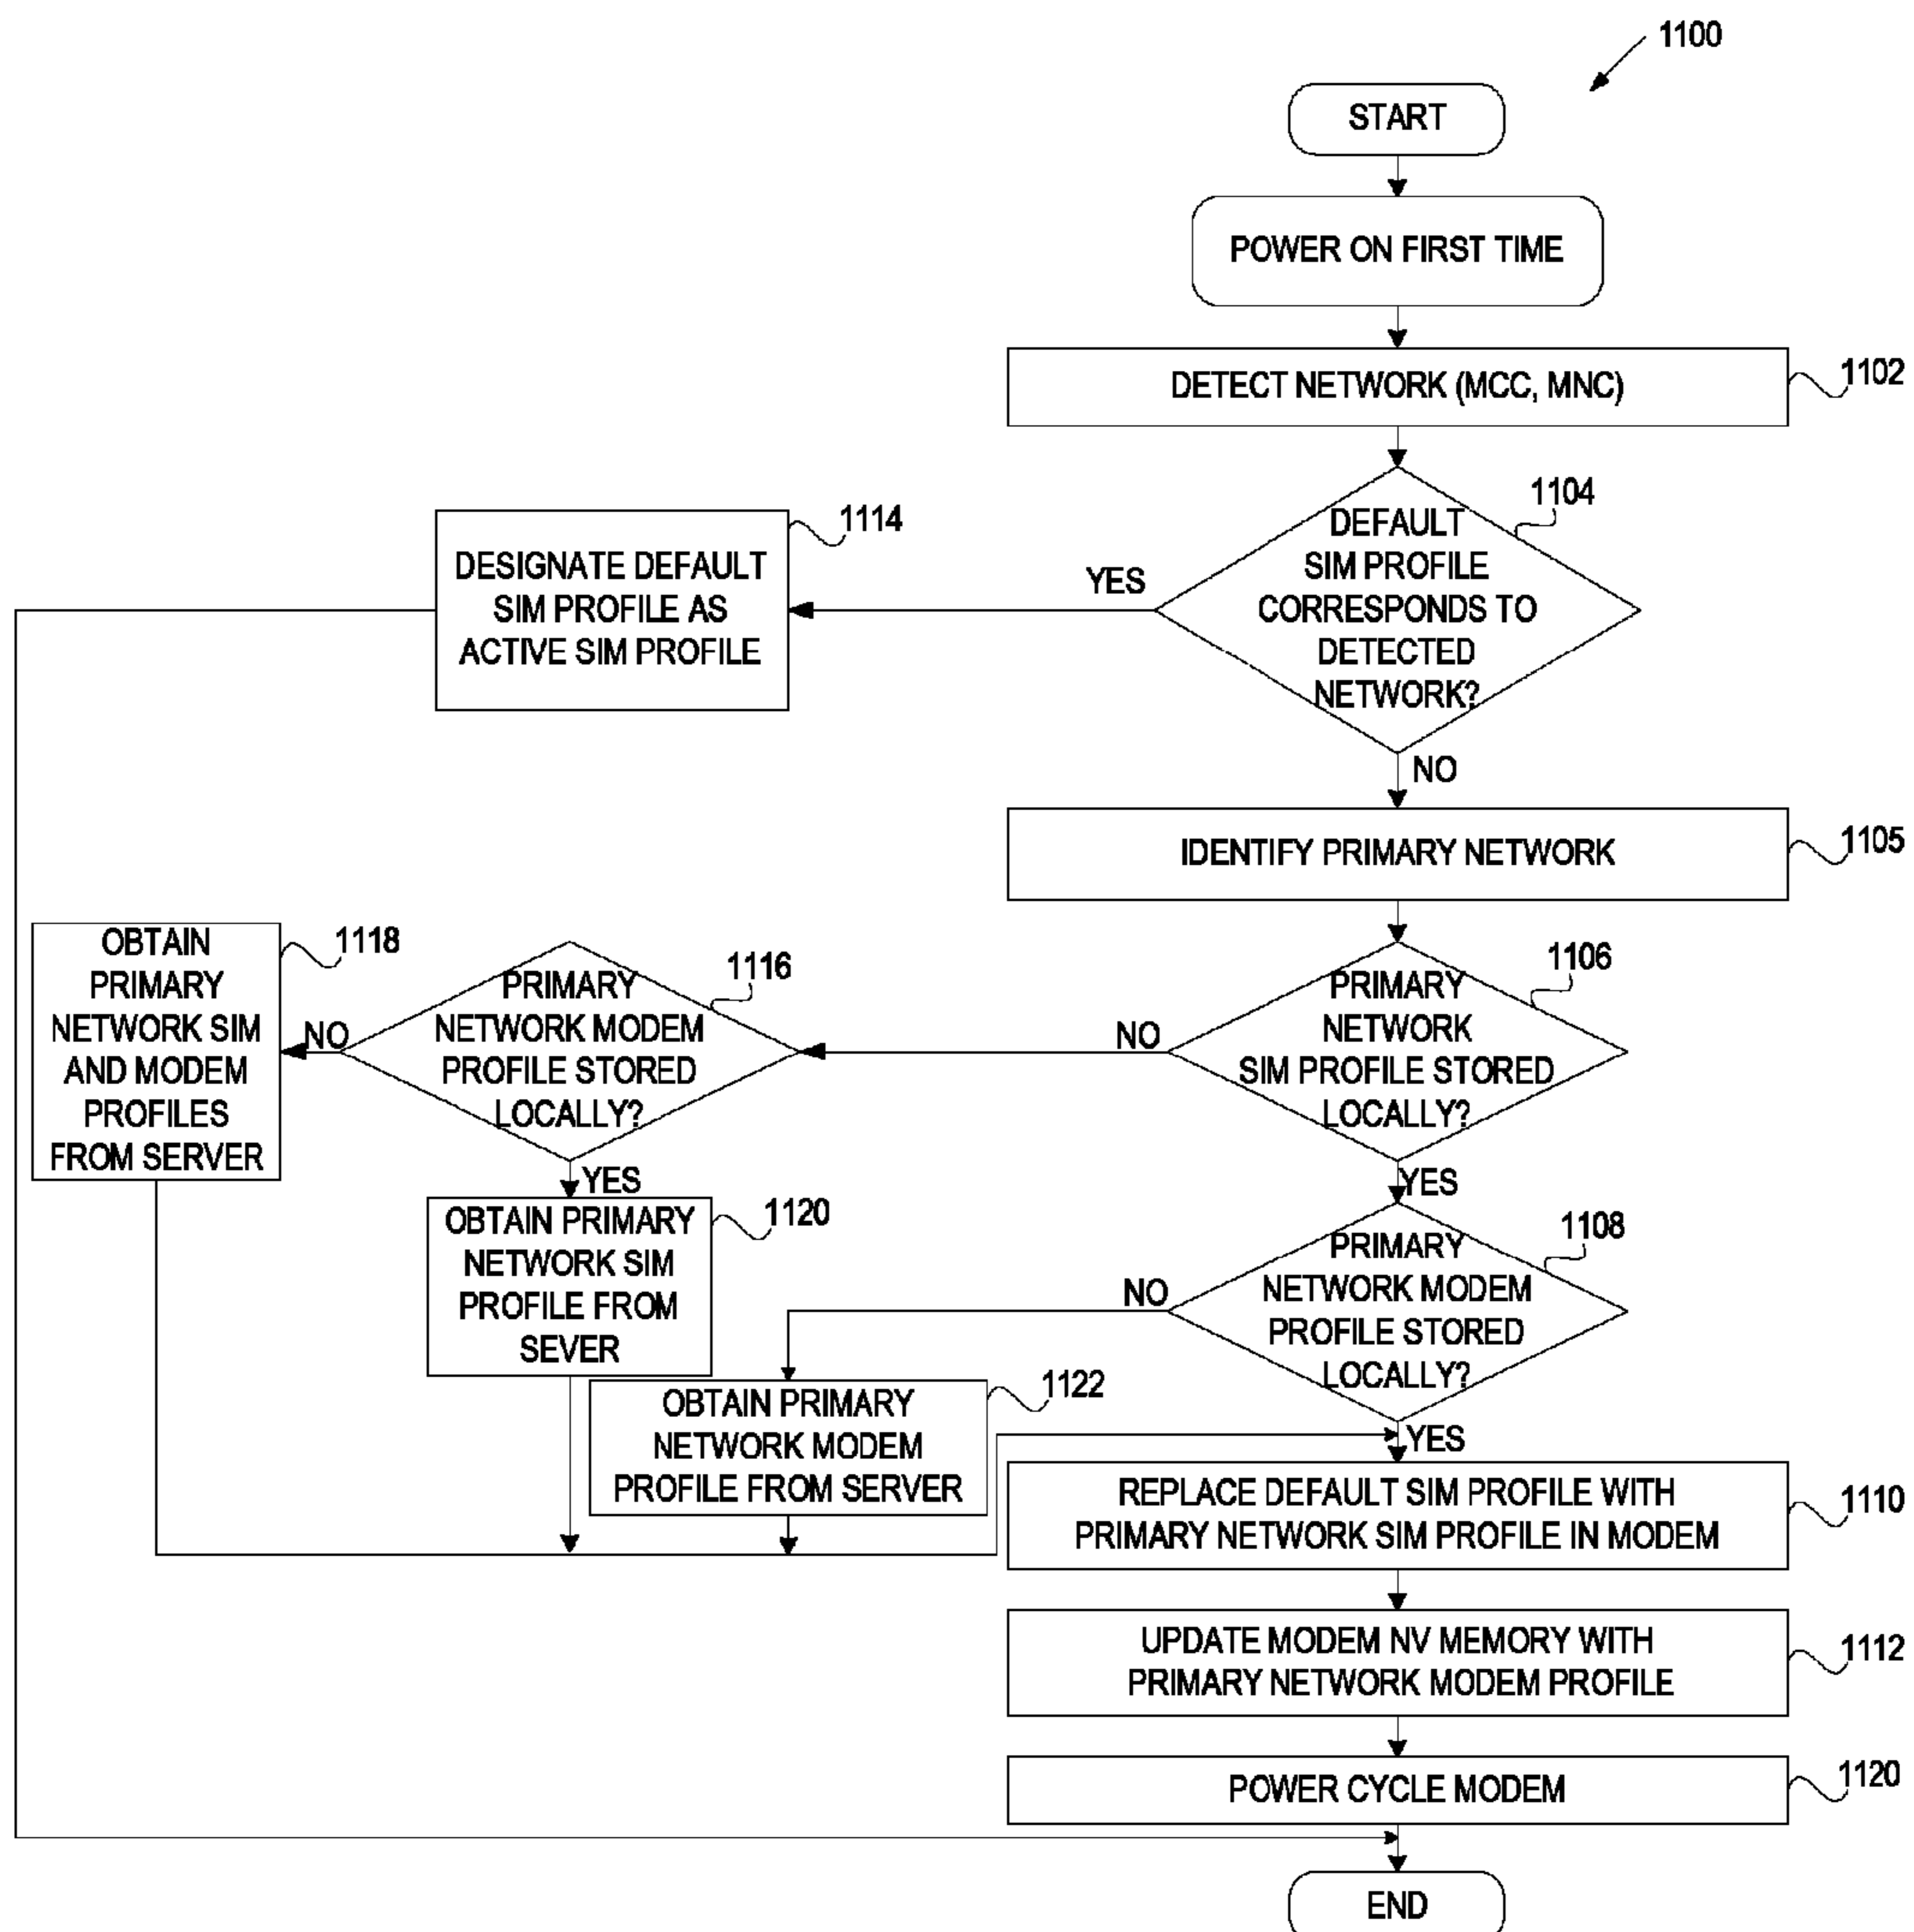 1100
START
POWER ON FIRST TIME
DETECT NETWORK (MCC, MNC)
1102
1104
DEFAULT
SIM PROFILE
CORRESPONDS TO
DETECTED
NETWORK?
YES
1114
DESIGNATE DEFAULT
SIM PROFILE AS
ACTIVE SIM PROFILE
NO
IDENTIFY PRIMARY NETWORK
1105
1106
PRIMARY
NETWORK
SIM PROFILE STORED
LOCALLY?
NO
1116
PRIMARY
NETWORK MODEM
PROFILE STORED
LOCALLY?
NO
1118
OBTAIN
PRIMARY
NETWORK SIM
AND MODEM
PROFILES
FROM SERVER
YES
1120
OBTAIN PRIMARY
NETWORK SIM
PROFILE FROM
SEVER
YES
1108
PRIMARY
NETWORK MODEM
PROFILE STORED
LOCALLY?
NO
1122
OBTAIN PRIMARY
NETWORK MODEM
PROFILE FROM SERVER
YES
REPLACE DEFAULT SIM PROFILE WITH
PRIMARY NETWORK SIM PROFILE IN MODEM
1110
UPDATE MODEM NV MEMORY WITH
PRIMARY NETWORK MODEM PROFILE
1112
POWER CYCLE MODEM
1120
END